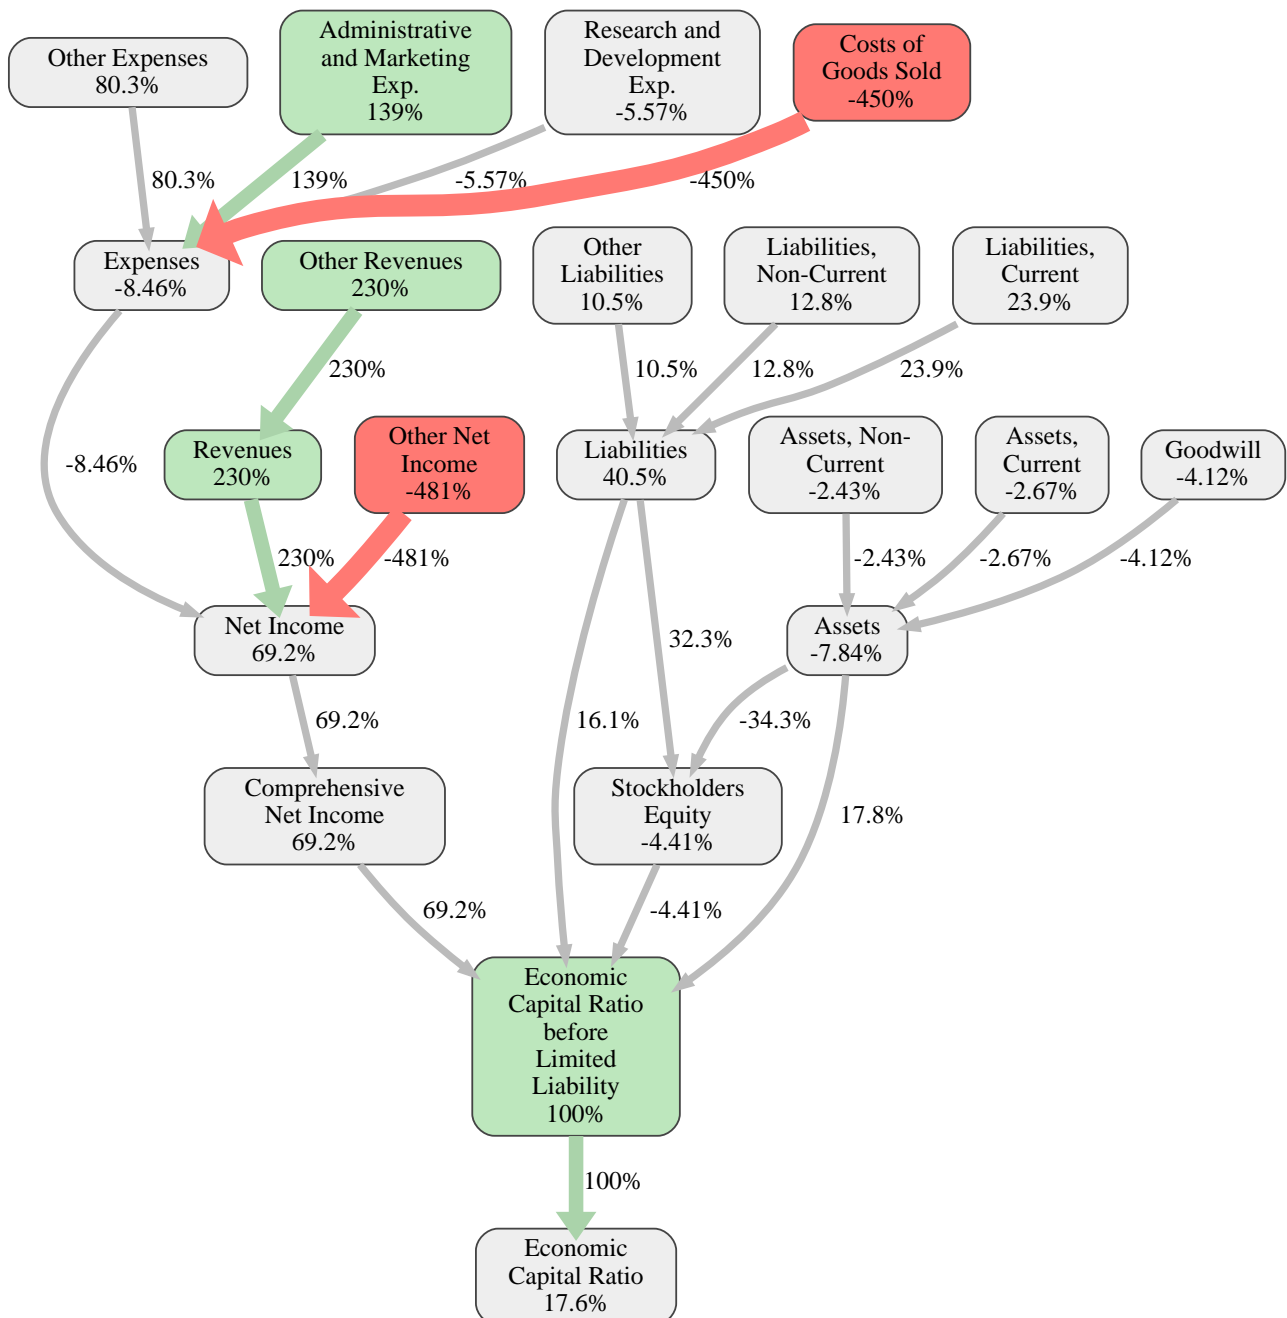 Other Expenses
80.3%
Administrative
and Marketing
Exp.
139%
Research and
Development
Exp.
-5.57%
Costs of
Goods Sold
-450%
80.3%
139%
-5.57%
-450%
Expenses
-8.46%
Other Revenues
230%
Other
Liabilities
10.5%
Liabilities,
Non-Current
12.8%
Liabilities,
Current
23.9%
230%
10.5%
12.8%
23.9%
-8.46%
Revenues
230%
Other Net
Income
-481%
Liabilities
40.5%
Assets, Non-
Current
-2.43%
Assets,
Current
-2.67%
Goodwill
-4.12%
230%
-481%
-2.43%
-2.67%
-4.12%
Net Income
69.2%
32.3%
Assets
-7.84%
69.2%
16.1%
-34.3%
Comprehensive
Net Income
69.2%
Stockholders
Equity
-4.41%
17.8%
69.2%
-4.41%
Economic
Capital Ratio
before
Limited
Liability
100%
100%
Economic
Capital Ratio
17.6%